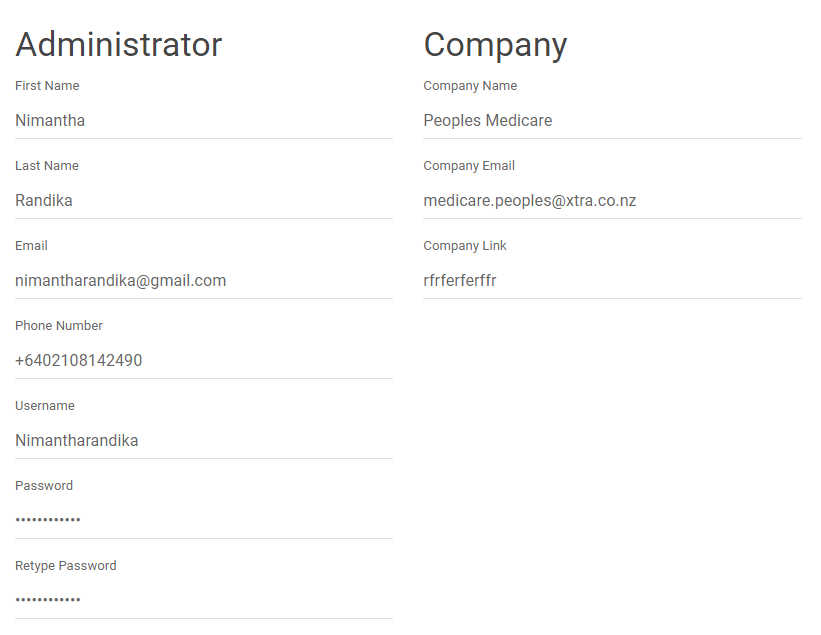 Administrator
First Name
Nimantha
Last Name
Randika
Email
nimantharandika@gmail.com
Phone Number
+6402108142490
Username
Nimantharandika
Password
••••••••••••
Retype Password
••••••••••••
Company
Company Name
Peoples Medicare
Company Email
medicare.peoples@xtra.co.nz
Company Link
rfrferferffr